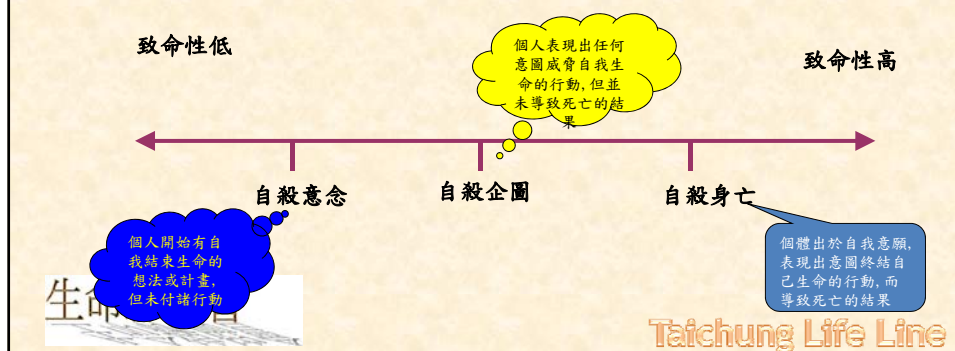 致命性低
個人表現出任何
意圖威脅自我生
命的行動,但並
未導致死亡的結
果
致命性高
自殺意念
自殺企圖
自殺身亡
個人開始有自
我結束生命的
想法或計畫,
但未付諸行動
個體出於自我意願,
表現出意圖終結自
己生命的行動,而
導致死亡的結果
生命
Taichung Life Line